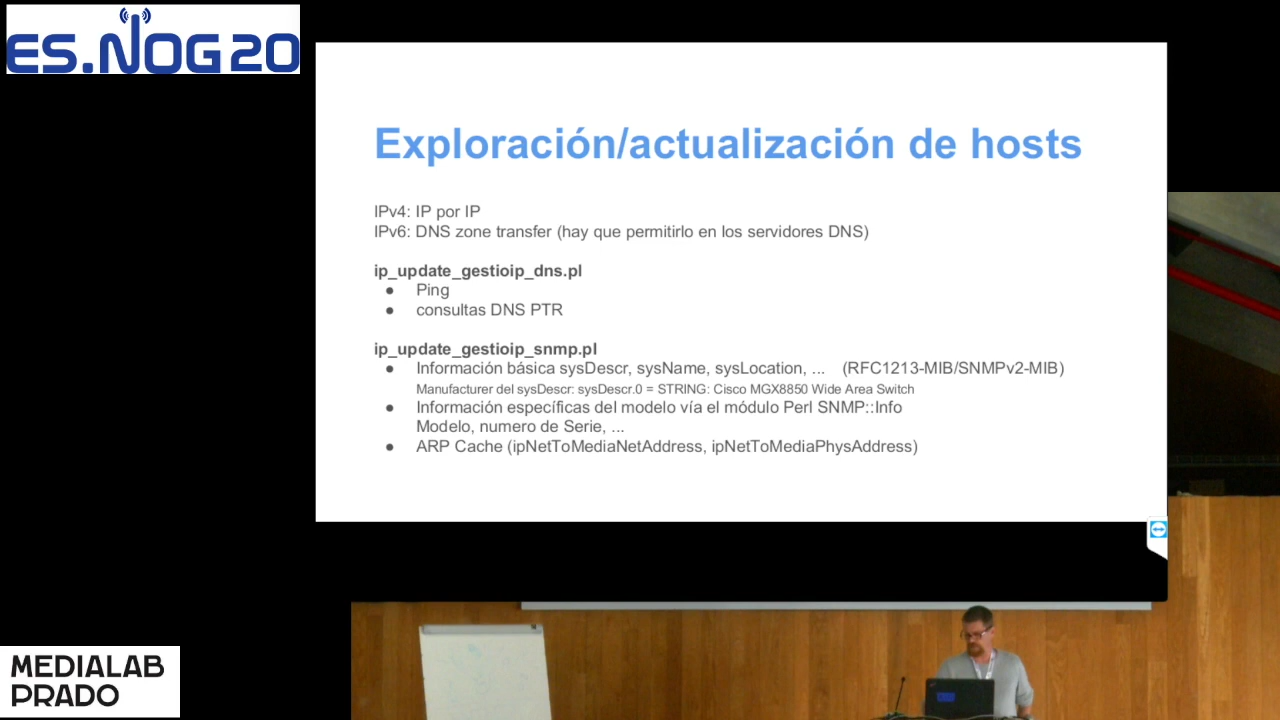 ES.NOG20
Exploración/actualización de hosts
IPv4: IP por IP
IPv6: DNS zone transfer (hay que permitirlo en los servidores DNS)
ip_update_gestioip_dns.pl
● Ping
● consultas DNS PTR
ip_update_gestioip_snmp.pl
● Información básica sysDescr, sysName, sysLocation, ... (RFC1213-MIB/SNMPv2-MIB)
Manufacturer del sysDescr: sysDescr.0 = STRING: Cisco MGX8850 Wide Area Switch
● Información específicas del modelo vía el módulo Perl SNMP::Info
Modelo, numero de Serie, ...
● ARP Cache (ipNetToMediaNetAddress, ipNetToMediaPhysAddress)
MEDIALAB
PRADO